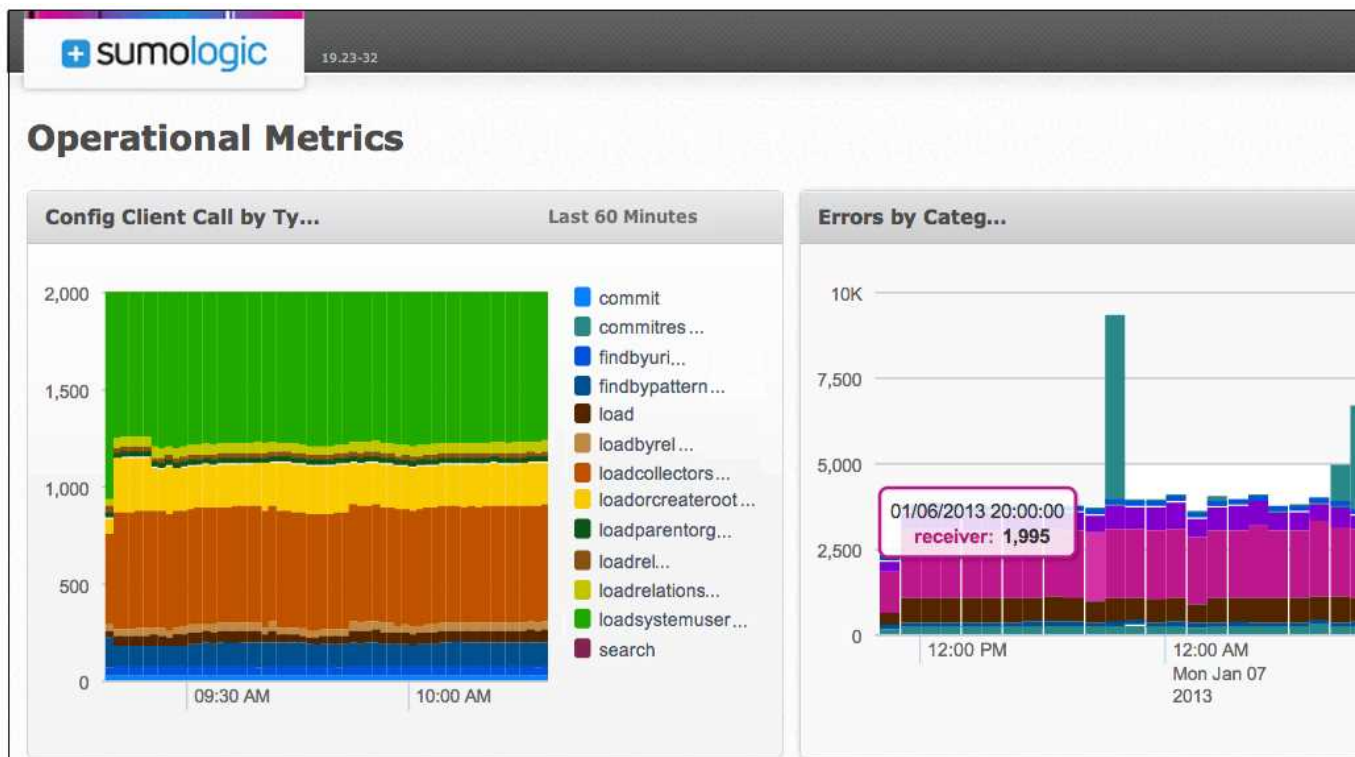 sumologic
19.23-32
Operational Metrics
Config Client Call by Ty...
Last 60 Minutes
2,000
1,500
1,000
500
0
09:30 AM
10:00 AM
commit
commitres...
findbyuri...
findbypattern...
load
loadbyrel...
loadcollectors...
loadorcreateroot...
loadparentorg...
loadrel...
loadrelations...
loadsystemuser...
search
Errors by Categ...
10K
7,500
5,000
2,500
0
01/06/2013 20:00:00
receiver: 1,995
12:00 PM
12:00 AM
Mon Jan 07
2013